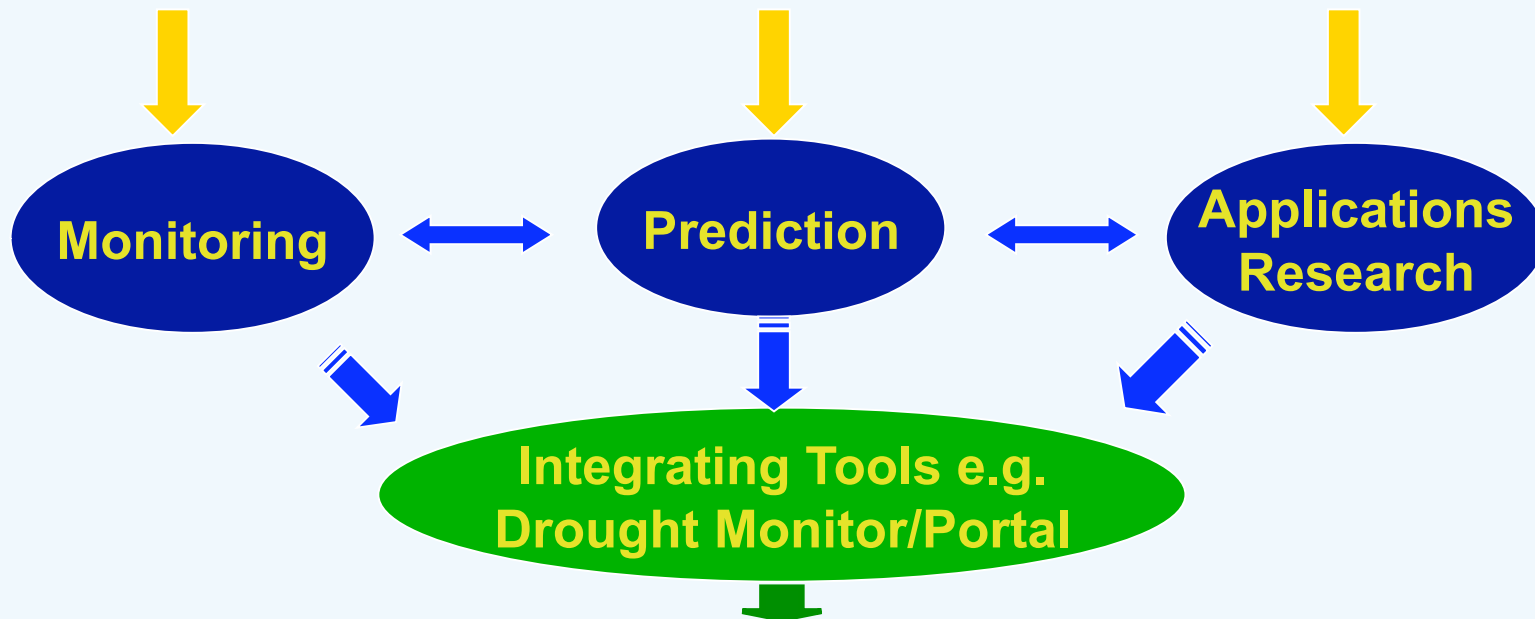 Monitoring
Prediction
Applications
Research
Integrating Tools e.g.
Drought Monitor/Portal